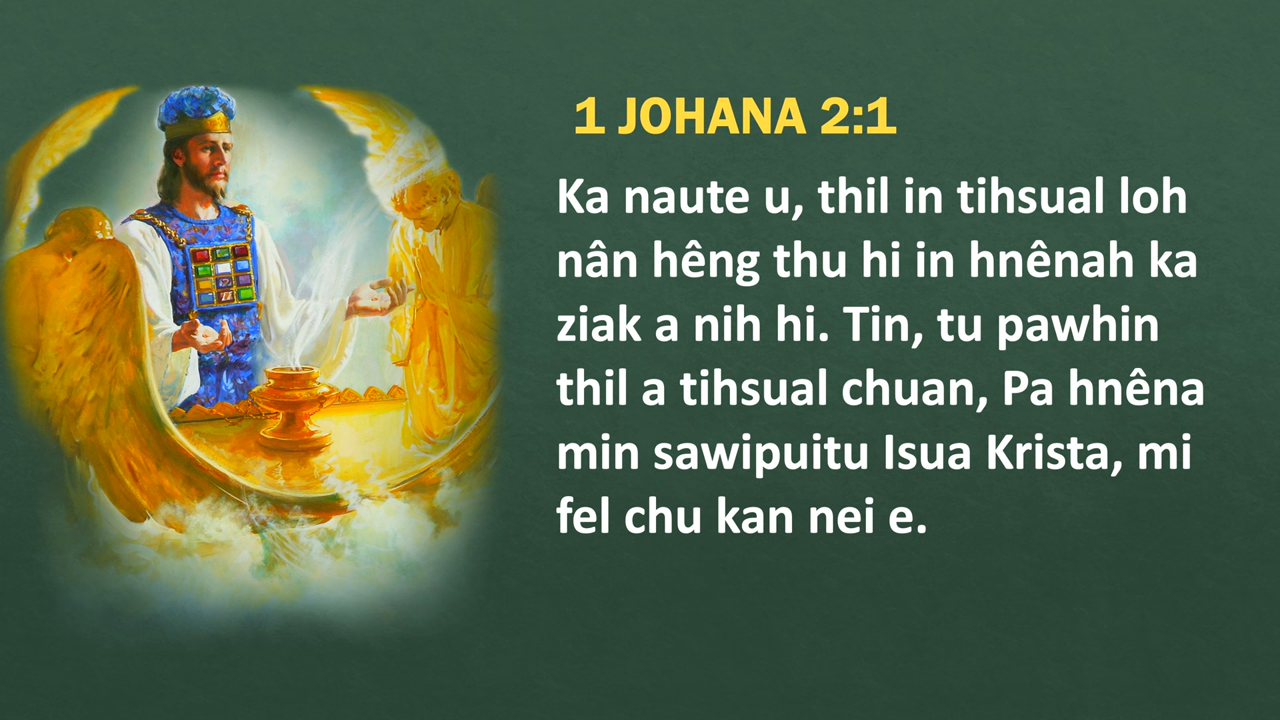 1 JOHANA 2:1
Ka naute u, thil in tihsual loh
nân hêng thu hi in hnênah ka
ziak a nih hi. Tin, tu pawhin
thil a tihsual chuan, Pa hnêna
min sawipuitu Isua Krista, mi
fel chu kan nei e.